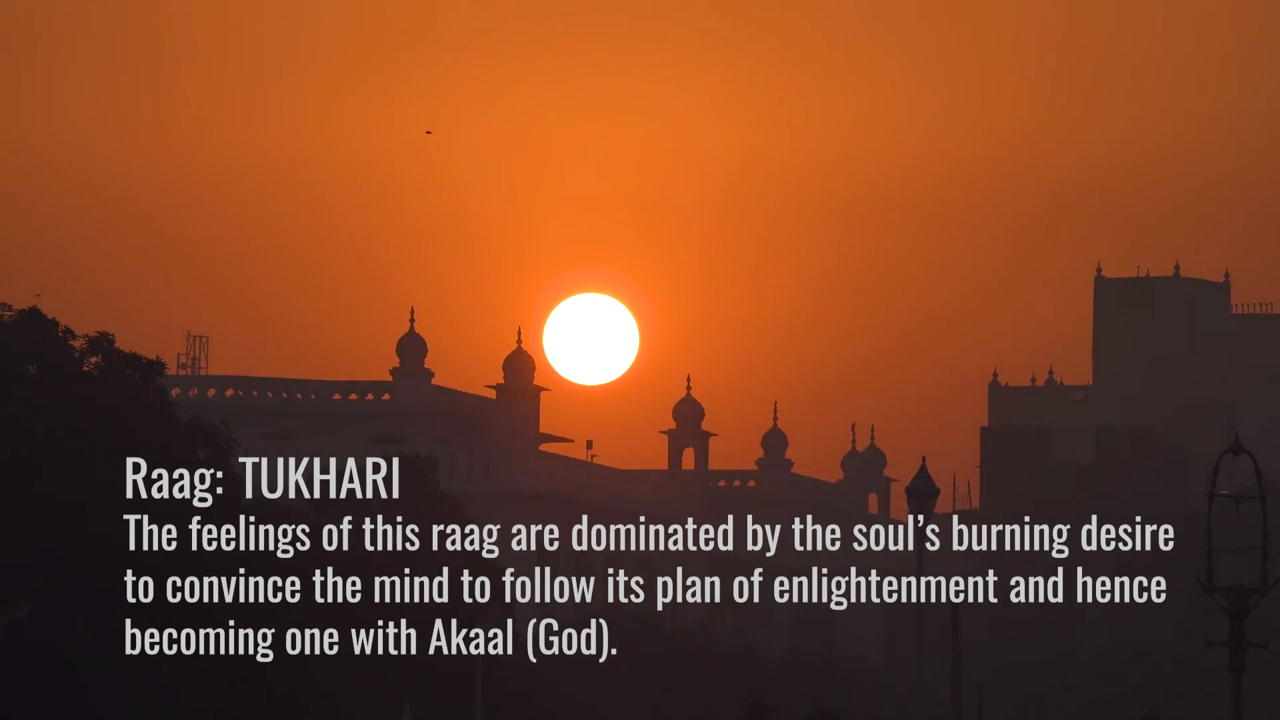 Raag: TUKHARI
The feelings of this raag are dominated by the soul’s burning desire
to convince the mind to follow its plan of enlightenment and hence
becoming one with Akaal (God).